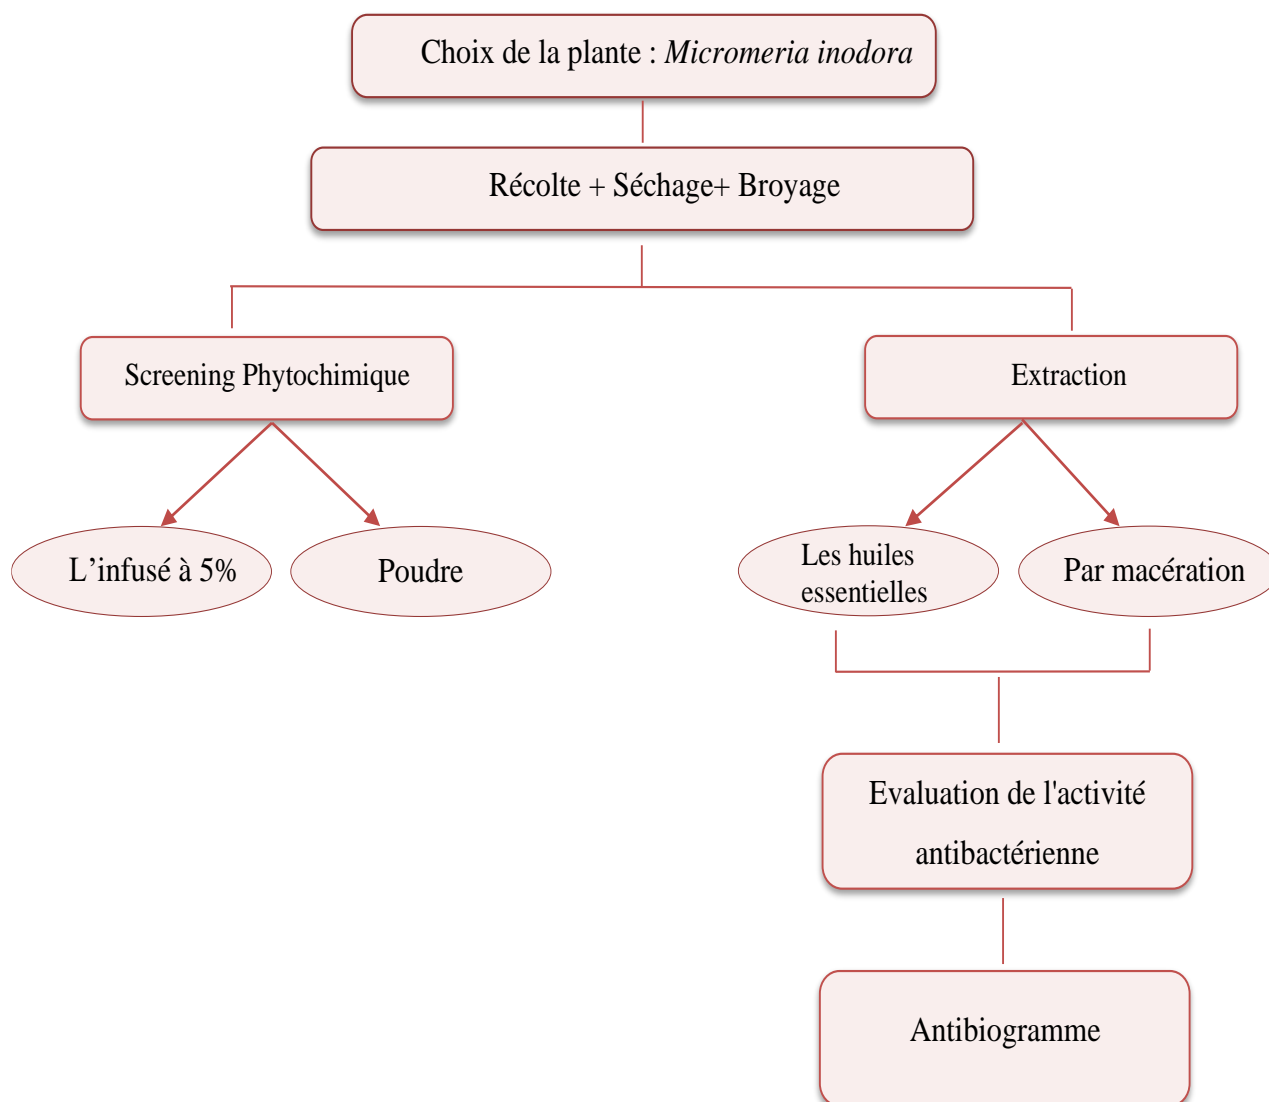 Choix de la plante : Micromeria inodora
Récolte + Séchage+ Broyage
Screening Phytochimique
Extraction
L’infusé à 5%
Poudre
Les huiles
essentielles
Par macération
Evaluation de l'activité
antibactérienne
Antibiogramme